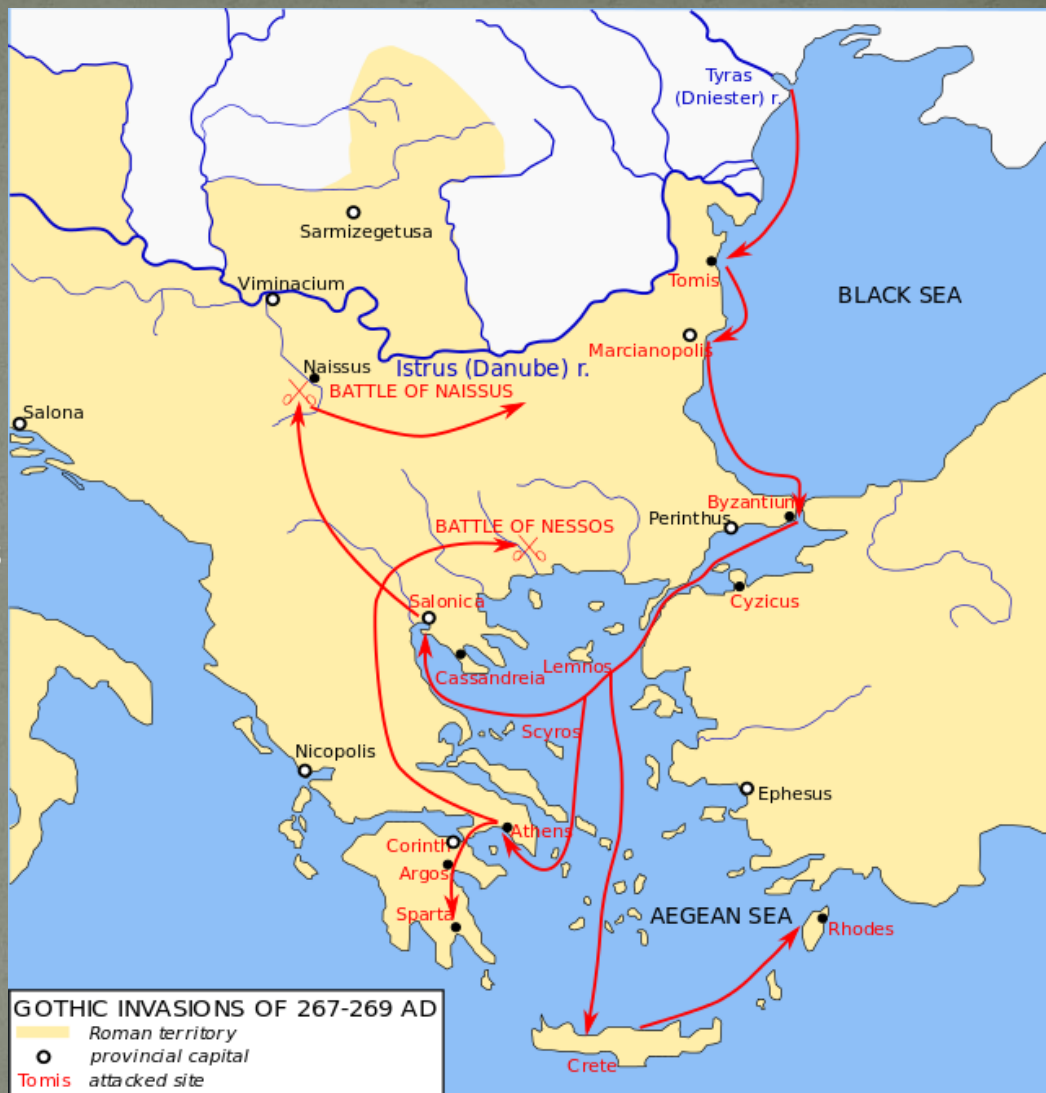 Tyras
(Dniester) r.
Sarmizegetusa
Tomis
Viminacium
BLACK SEA
Marcianopolis
Naissus
Istrus (Danube) r.
BATTLE OF NAISSUS
Salona
Byzantium
Perinthus
BATTLE OF NESSOS
Salonica
Cyzicus
Lemnos
Cassandreia
Scyros
Nicopolis
Ephesus
Athens
Corinth
Argos
Sparta
AEGEAN SEA
Rhodes
Crete
GOTHIC INVASIONS OF 267-269 AD
Roman territory
provincial capital
Tomis attacked site